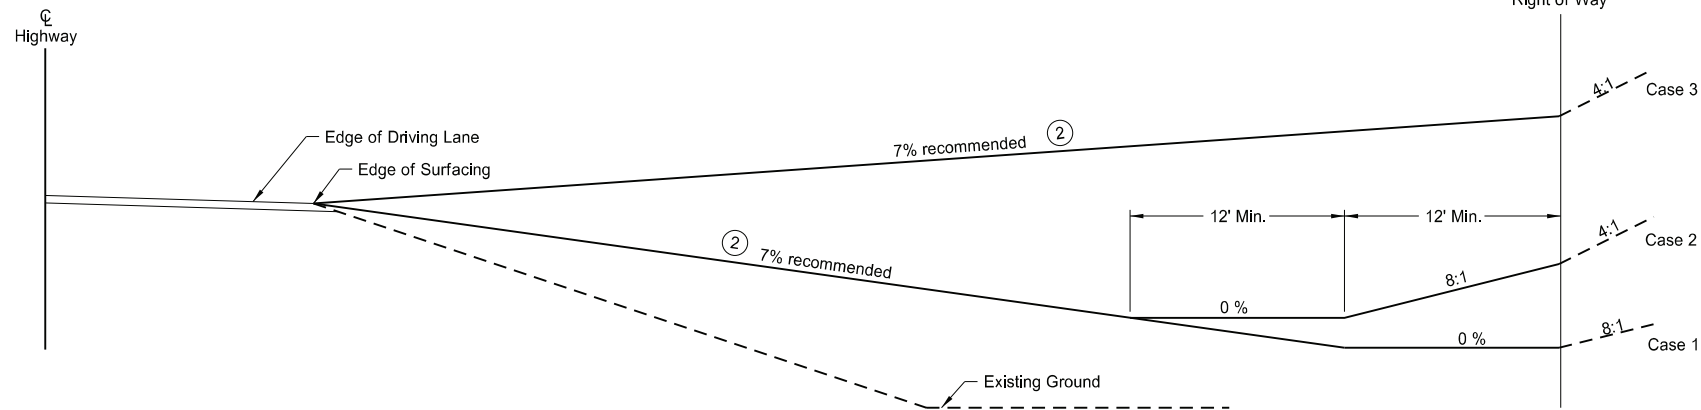 ℄
Highway
Right of Way
Edge of Driving Lane
Edge of Surfacing
7% recommended 2
4:1
Case 3
12' Min.
12' Min.
2 7% recommended
4:1
Case 2
8:1
0 %
8:1
0 %
Case 1
Existing Ground